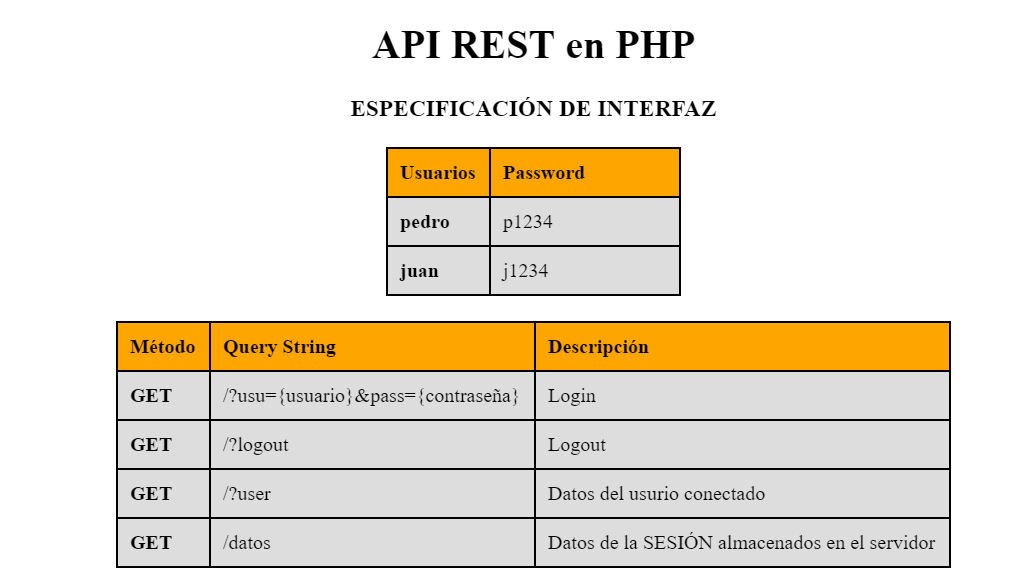 API REST en PHP
ESPECIFICACIÓN DE INTERFAZ
Usuarios Password
pedro p1234
juan j1234
Método Query String Descripción
GET /?usu={usuario}&pass={contraseña} Login
GET /?logout Logout
GET /?user Datos del usurio conectado
GET /datos Datos de la SESIÓN almacenados en el servidor